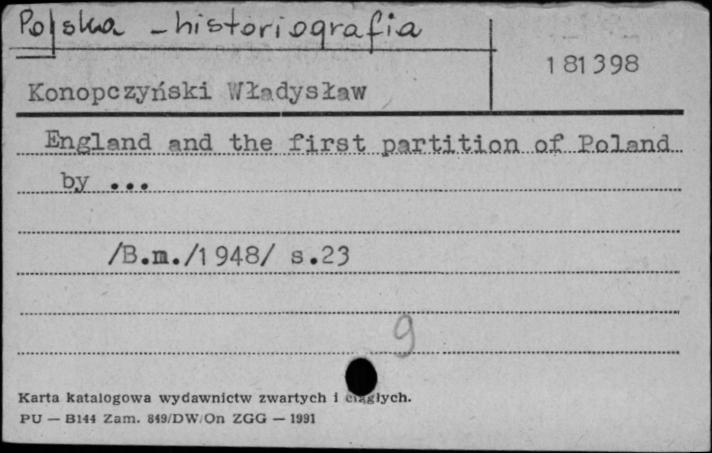 Polska - historiografia
181398
Konopczyński Władysław
England and the first partition of Poland
by ...
/B.m./1948/ s.23
9
Karta katalogowa wydawnictw zwartych i ciągłych.
PU — B144 Zam. 849/DW/On ZGG — 1991